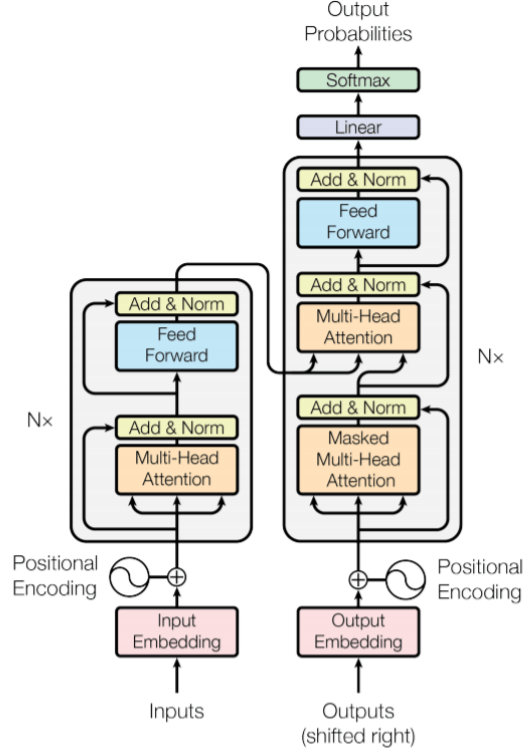 Output
Probabilities
Softmax
Linear
Add & Norm
Feed
Forward
Add & Norm
Multi-Head
Attention
Nx
Add & Norm
Masked
Multi-Head
Attention
Add & Norm
Feed
Forward
Nx
Add & Norm
Multi-Head
Attention
Positional
Encoding
Positional
Encoding
Input
Embedding
Output
Embedding
Inputs
Outputs
(shifted right)